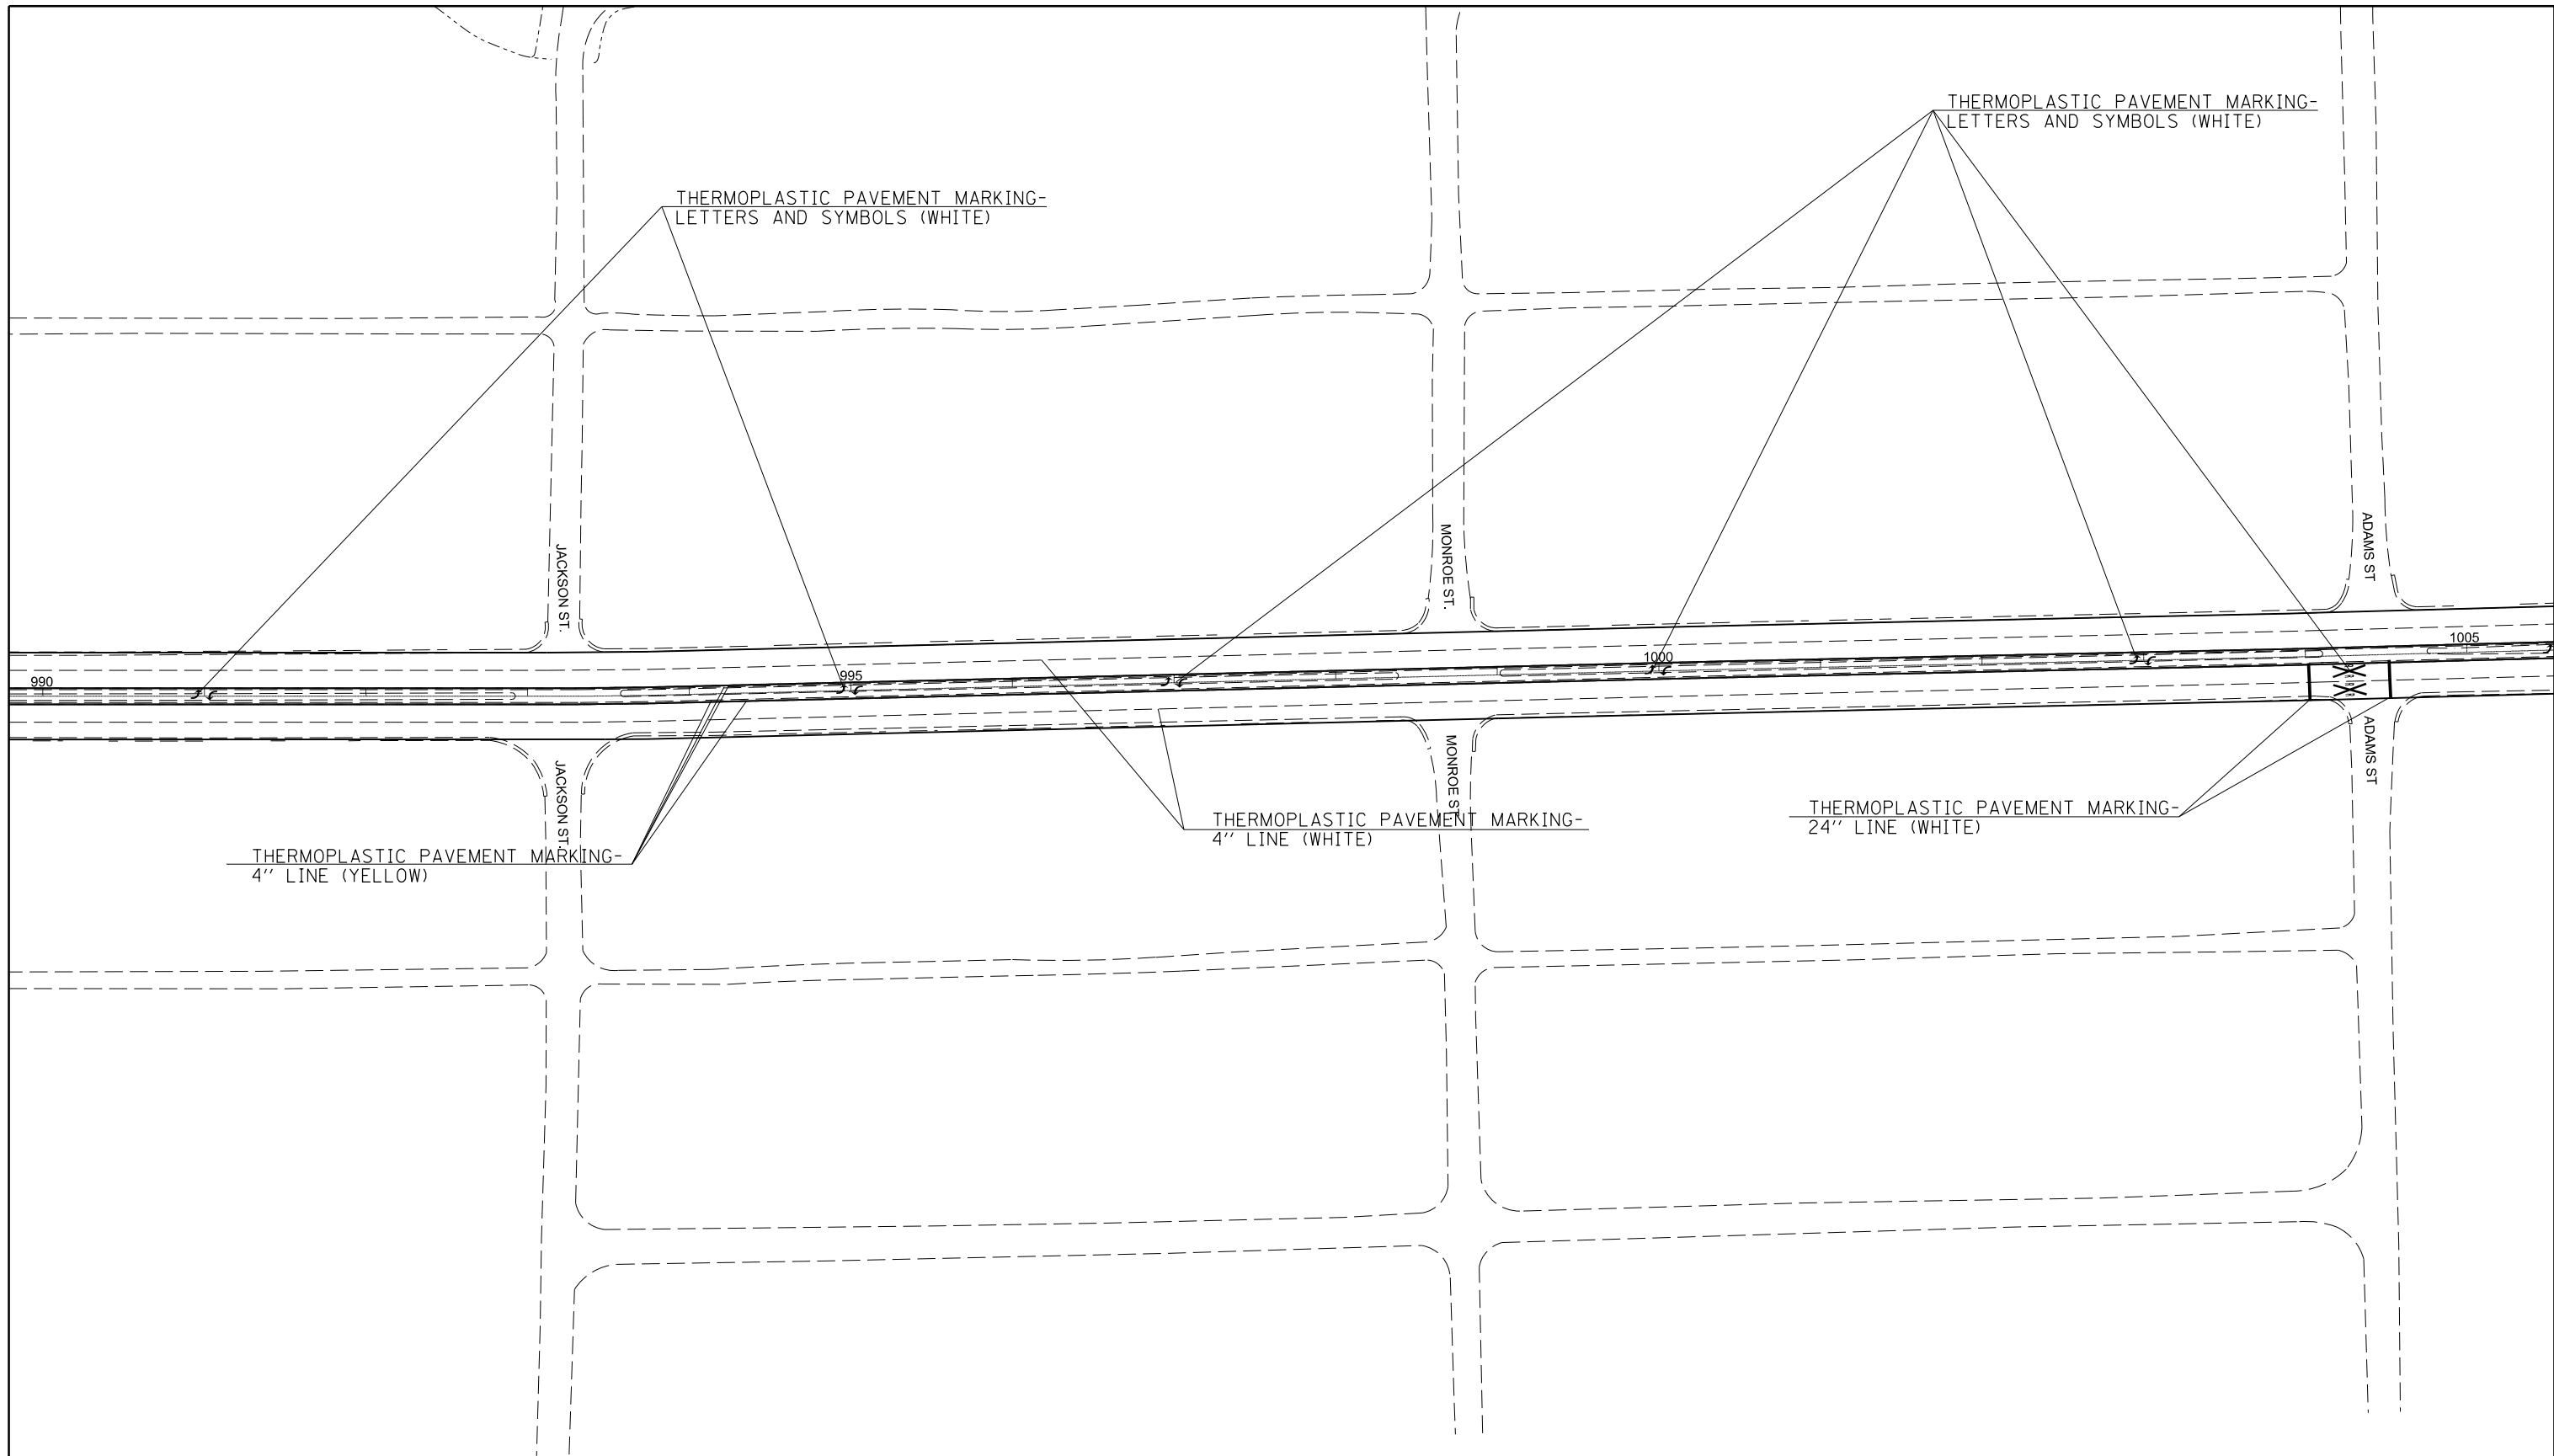 THERMOPLASTIC PAVEMENT MARKING-
LETTERS AND SYMBOLS (WHITE)
THERMOPLASTIC PAVEMENT MARKING-
LETTERS AND SYMBOLS (WHITE)
JACKSON ST.
MONROE ST.
ADAMS ST
990
995
1000
1005
JACKSON ST.
MONROE ST.
ADAMS ST
THERMOPLASTIC PAVEMENT MARKING-
4'' LINE (YELLOW)
THERMOPLASTIC PAVEMENT MARKING-
4'' LINE (WHITE)
THERMOPLASTIC PAVEMENT MARKING-
24'' LINE (WHITE)